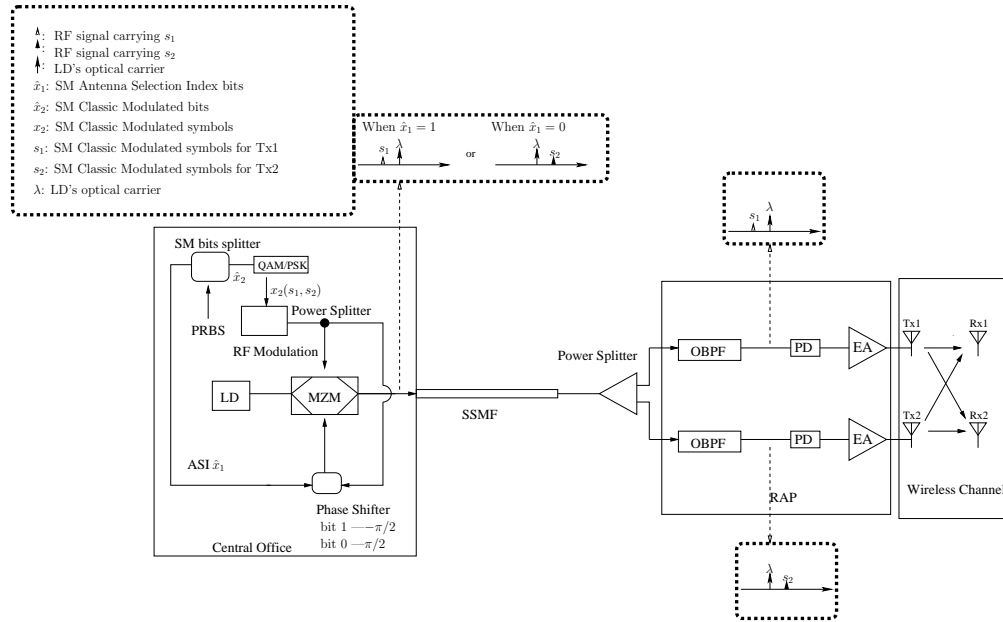 : RF signal carrying s₁
: RF signal carrying s₂
: LD's optical carrier
x̂₁: SM Antenna Selection Index bits
x̂₂: SM Classic Modulated bits
x₂: SM Classic Modulated symbols
s₁: SM Classic Modulated symbols for Tx1
s₂: SM Classic Modulated symbols for Tx2
λ: LD's optical carrier
When x̂₁ = 1
When x̂₁ = 0
s₁
λ
or
λ
s₂
s₁
λ
SM bits splitter
QAM/PSK
x̂₂
x₂(s₁, s₂)
PRBS
Power Splitter
RF Modulation
LD
MZM
ASI x̂₁
Phase Shifter
bit 1 —−π/2
bit 0 —π/2
Central Office
SSMF
Power Splitter
OBPF
PD
EA
OBPF
PD
EA
RAP
Tx1
Rx1
Tx2
Rx2
Wireless Channel
λ
s₂